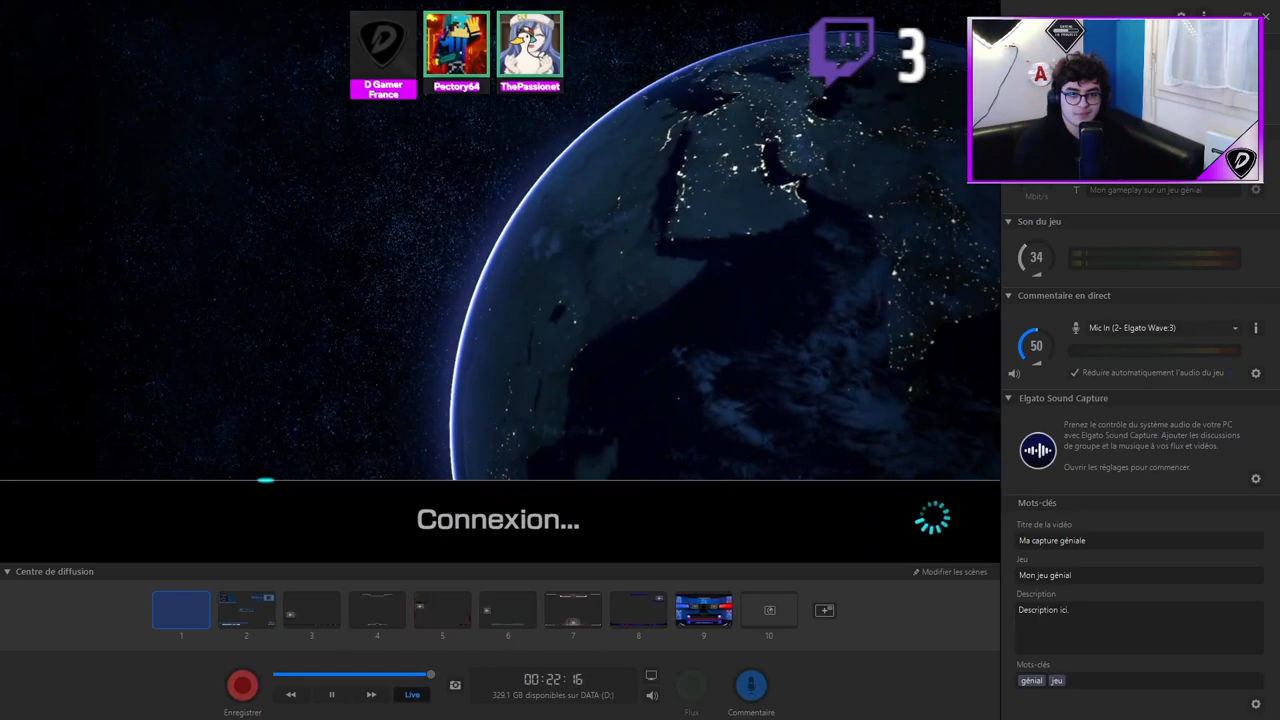 D Gamer
France
Pectory64
ThePassionet
3
A
D
Mbit/s
T Mon gameplay sur un jeu génial
Son du jeu
34
Commentaire en direct
Mic In (2- Elgato Wave:3)
50
Réduire automatiquement l'audio du jeu
Elgato Sound Capture
Prenez le contrôle du système audio de votre PC
avec Elgato Sound Capture. Ajouter les discussions
de groupe et la musique à vos flux et vidéos.
Ouvrir les réglages pour commencer.
Connexion...
Mots-clés
Titre de la vidéo
Ma capture géniale
Jeu
Mon jeu génial
Description
Description ici.
Mots-clés
génial jeu
Centre de diffusion
Modifier les scènes
1 2 3 4 5 6 7 8 9 10
00:22:16
329.1 GB disponibles sur DATA (D:)
Live
Enregistrer
Flux
Commentaire